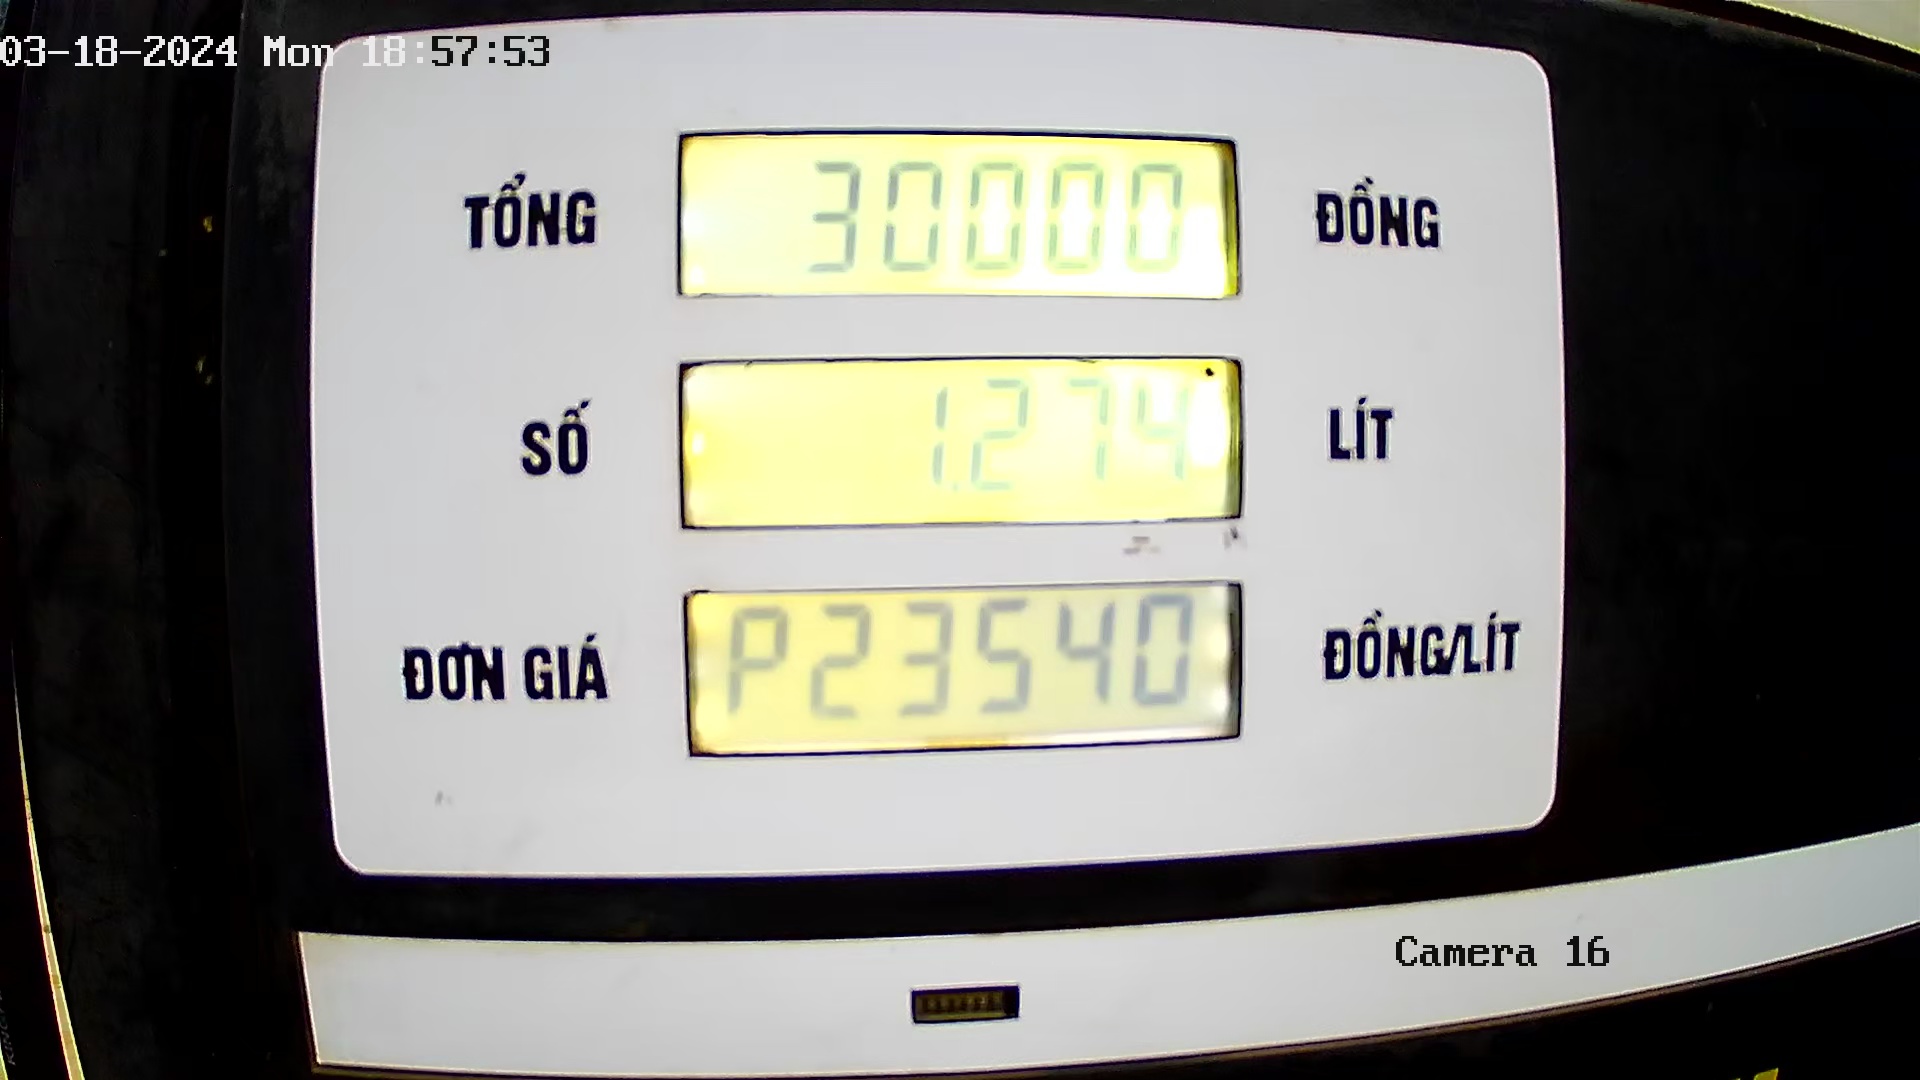 03-18-2024 Mon 18:57:53
TỔNG 30000 ĐỒNG
SỐ 1.274 LÍT
ĐƠN GIÁ P23540 ĐỒNG/LÍT
Camera 16